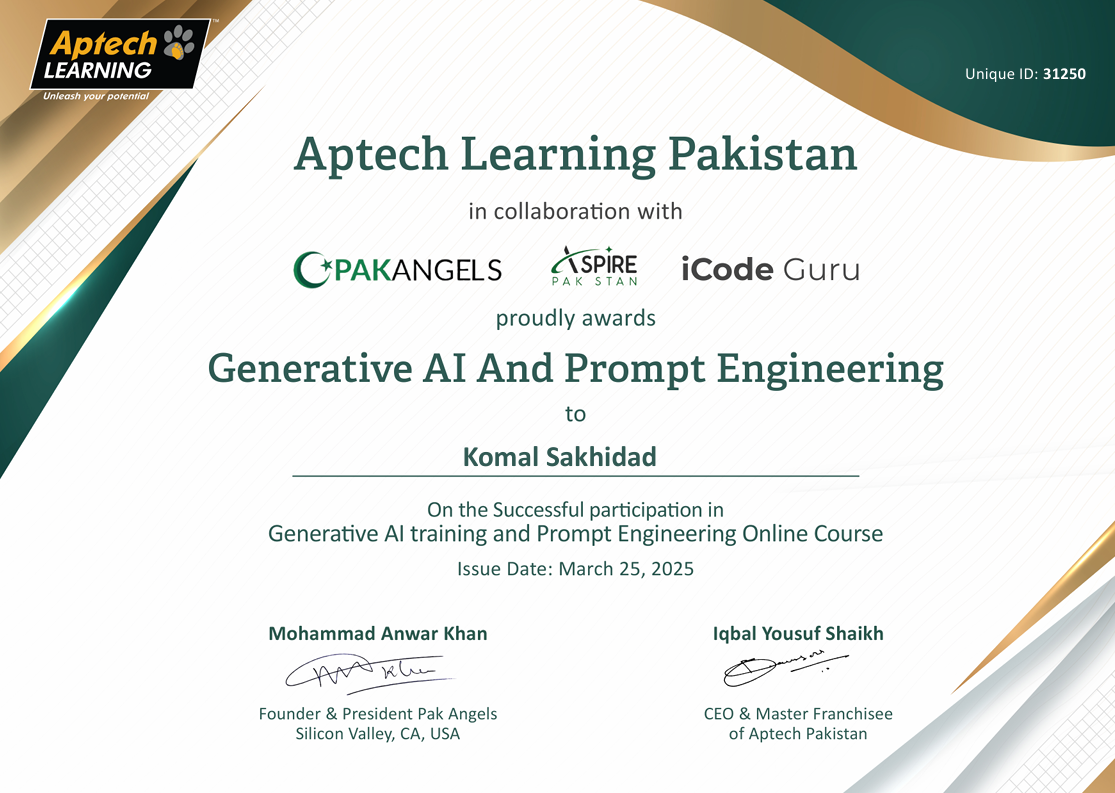 Aptech
LEARNING
™
Unleash your potential
Unique ID: 31250
Aptech Learning Pakistan
in collaboration with
PAKANGELS
ASPIRE
PAK STAN
iCode Guru
proudly awards
Generative AI And Prompt Engineering
to
Komal Sakhidad
On the Successful participation in
Generative AI training and Prompt Engineering Online Course
Issue Date: March 25, 2025
Mohammad Anwar Khan
Founder & President Pak Angels
Silicon Valley, CA, USA
Iqbal Yousuf Shaikh
CEO & Master Franchisee
of Aptech Pakistan